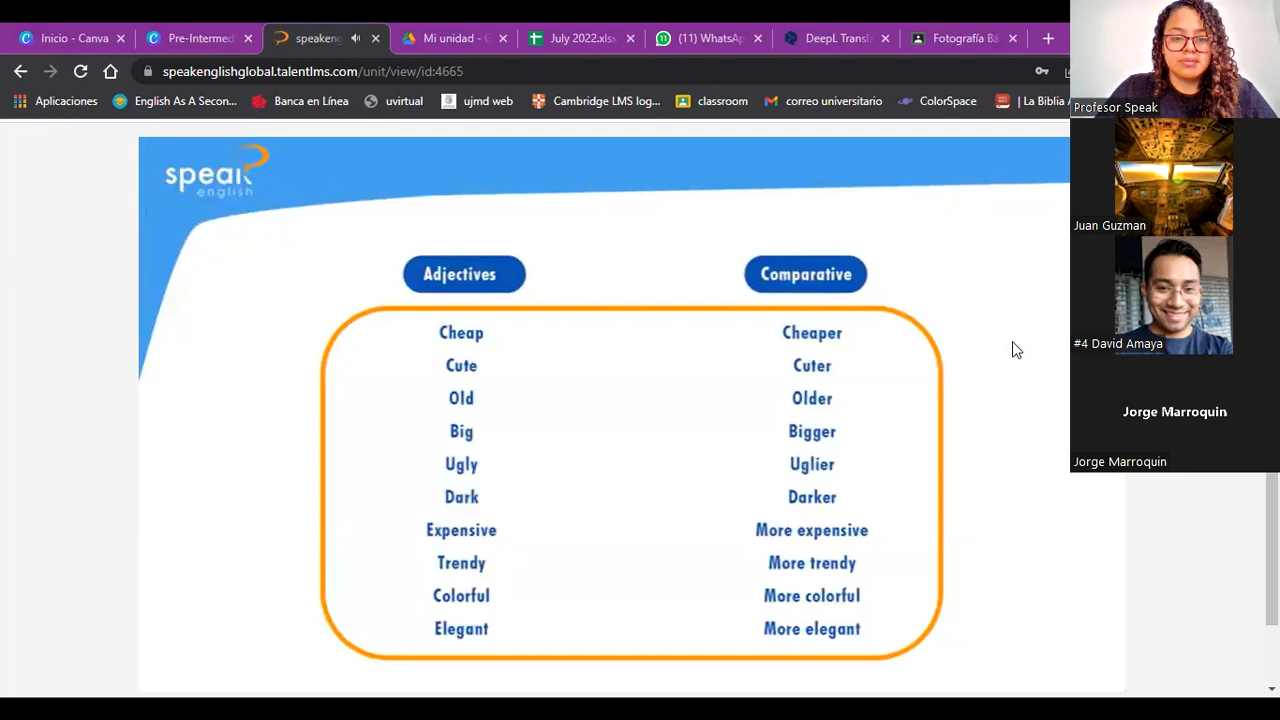 Inicio - Canva
Pre-Intermed
speakeng
Mi unidad - G
July 2022.xlsx
(11) WhatsAp
DeepL Transla
Fotografía Bá
speakenglishglobal.talentlms.com/unit/view/id:4665
Aplicaciones
English As A Secon...
Banca en Línea
uvirtual
ujmd web
Cambridge LMS log...
classroom
correo universitario
ColorSpace
| La Biblia A
Profesor Speak
Juan Guzman
#4 David Amaya
Jorge Marroquin
Jorge Marroquin
speak
english
Adjectives Comparative
Cheap Cheaper
Cute Cuter
Old Older
Big Bigger
Ugly Uglier
Dark Darker
Expensive More expensive
Trendy More trendy
Colorful More colorful
Elegant More elegant